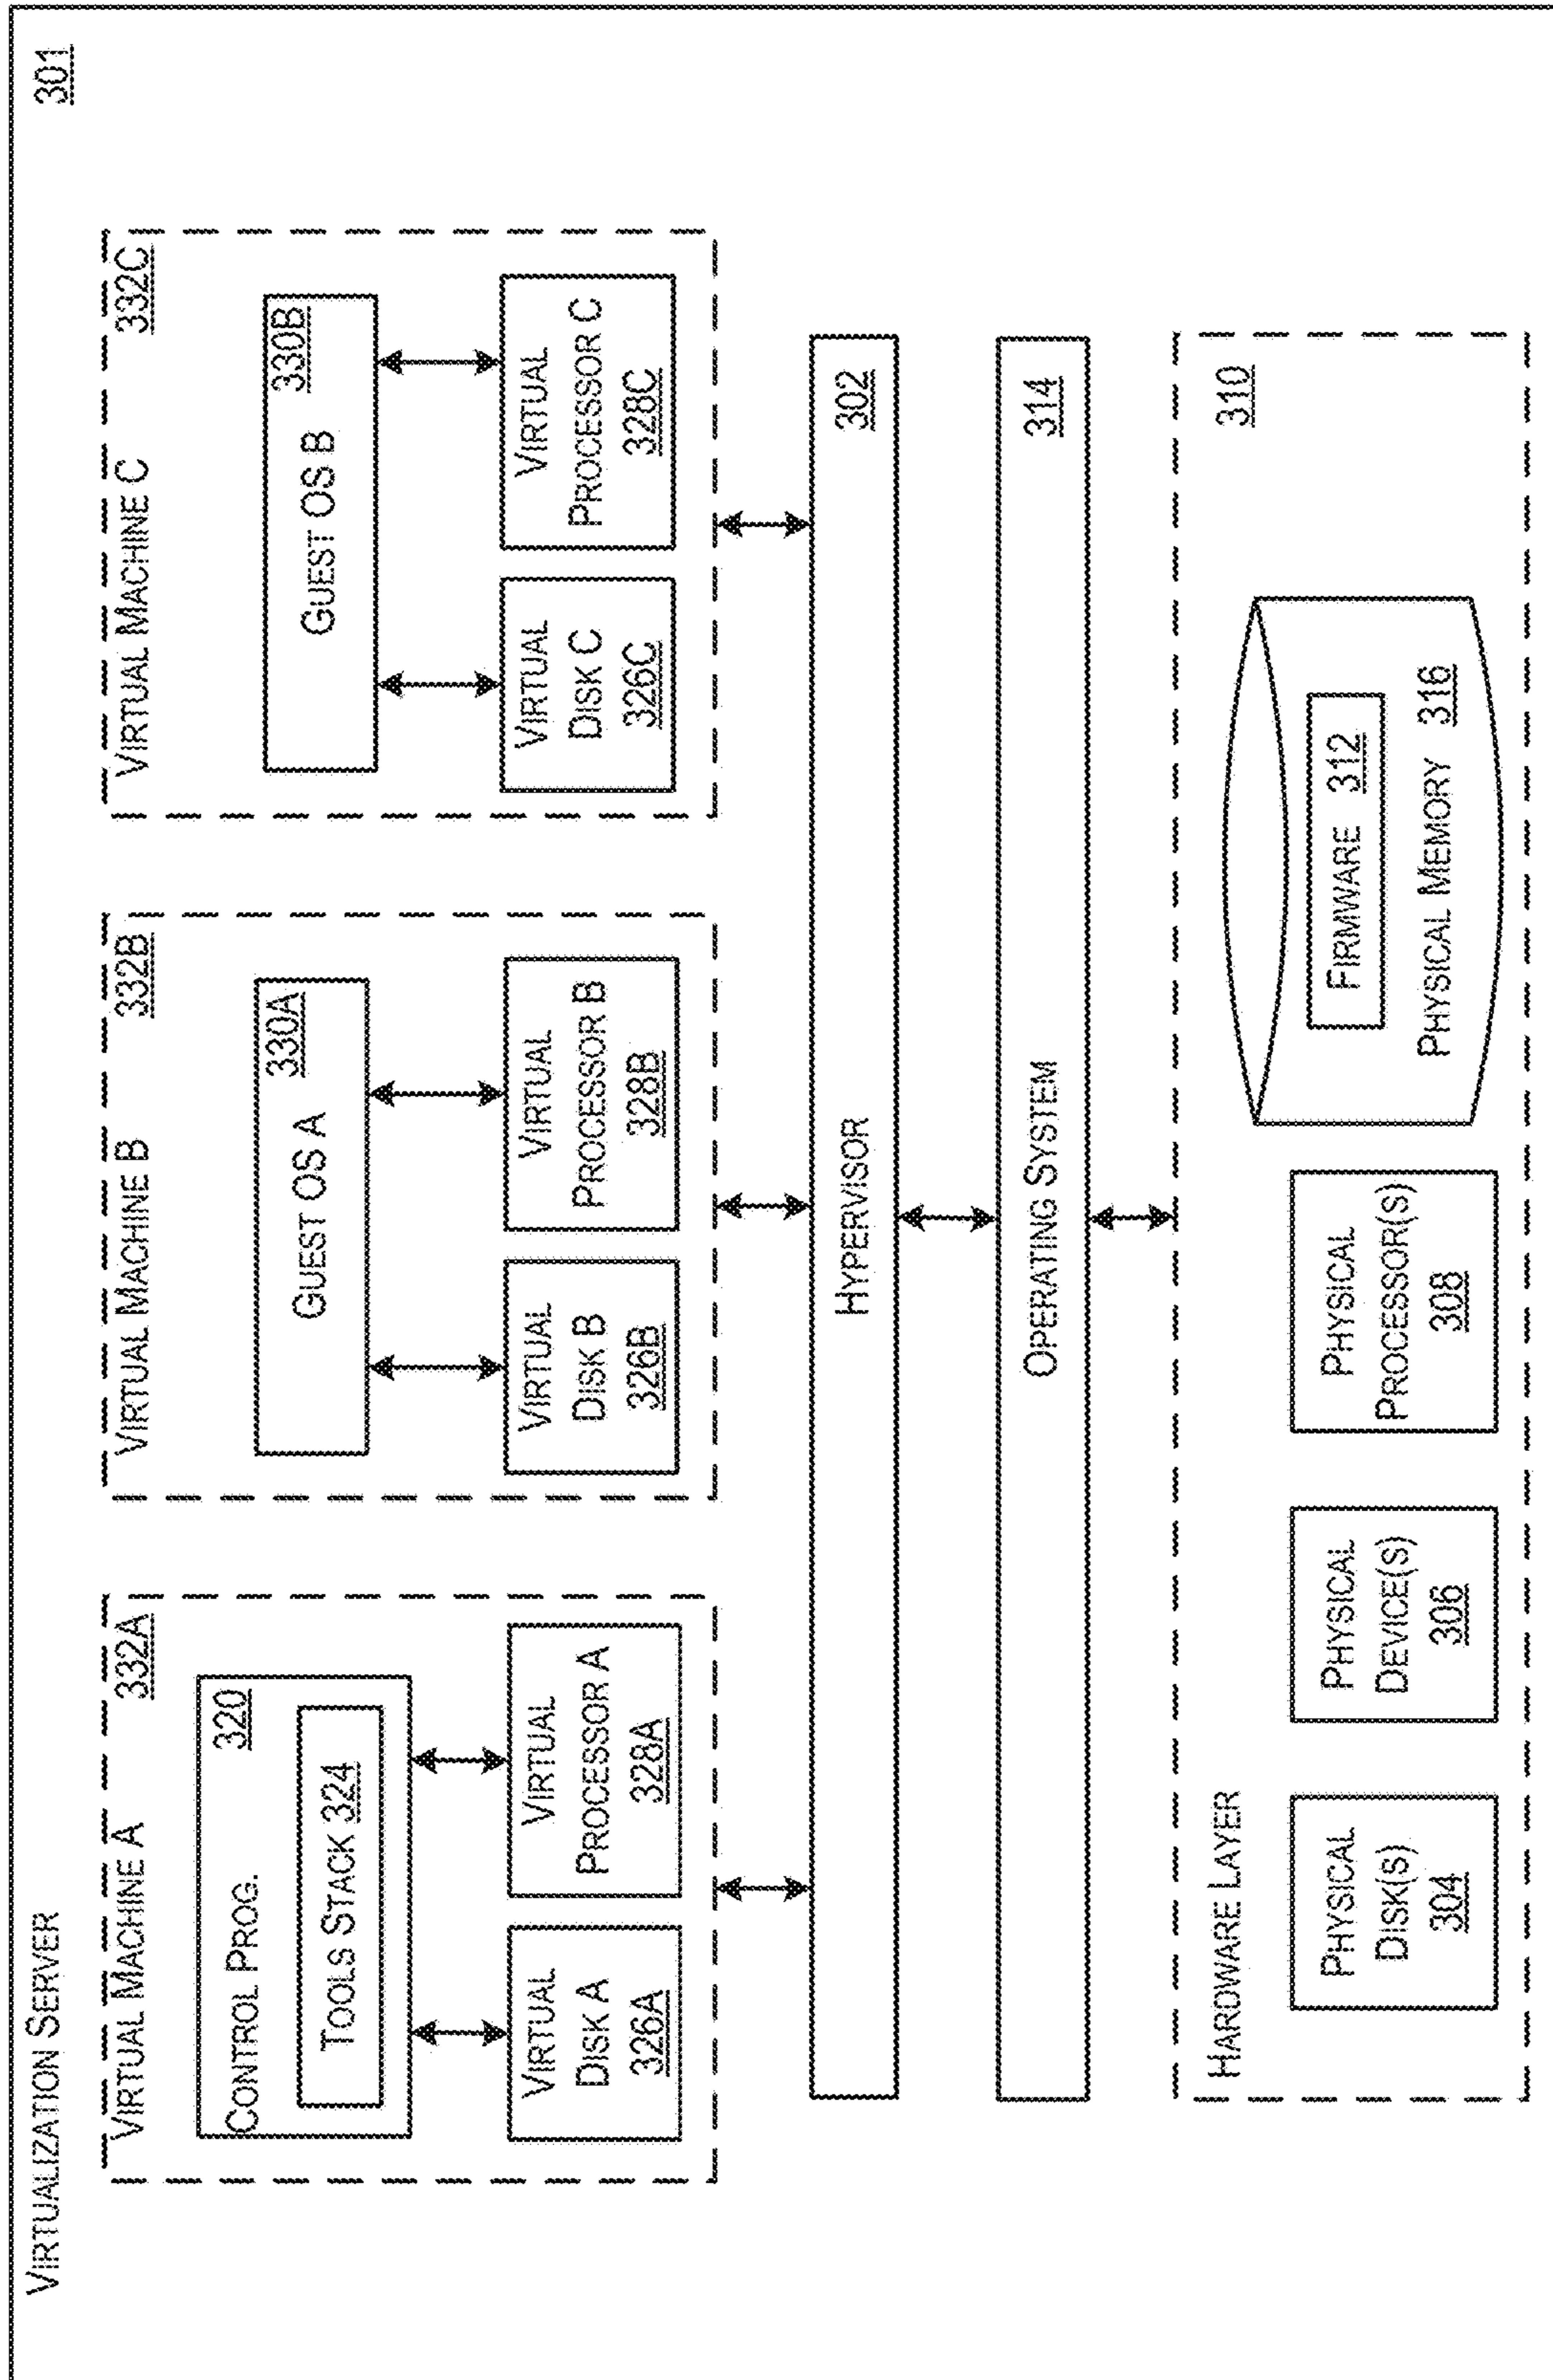 VIRTUALIZATION SERVER
301
VIRTUAL MACHINE A
332A
CONTROL PROG.
320
TOOLS STACK 324
VIRTUAL
DISK A
326A
VIRTUAL
PROCESSOR A
328A
VIRTUAL MACHINE B
332B
GUEST OS A
330A
VIRTUAL
DISK B
326B
VIRTUAL
PROCESSOR B
328B
VIRTUAL MACHINE C
332C
GUEST OS B
330B
VIRTUAL
DISK C
326C
VIRTUAL
PROCESSOR C
328C
HYPERVISOR
302
OPERATING SYSTEM
314
HARDWARE LAYER
310
PHYSICAL
DISK(S)
304
PHYSICAL
DEVICE(S)
306
PHYSICAL
PROCESSOR(S)
308
FIRMWARE 312
PHYSICAL MEMORY 316